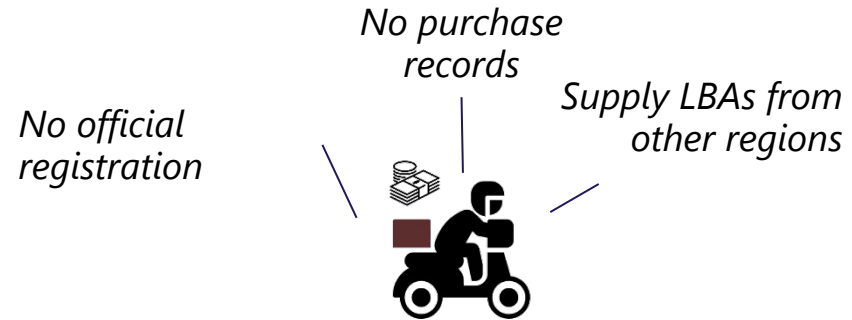 No purchase
records
No official
registration
Supply LBAs from
other regions